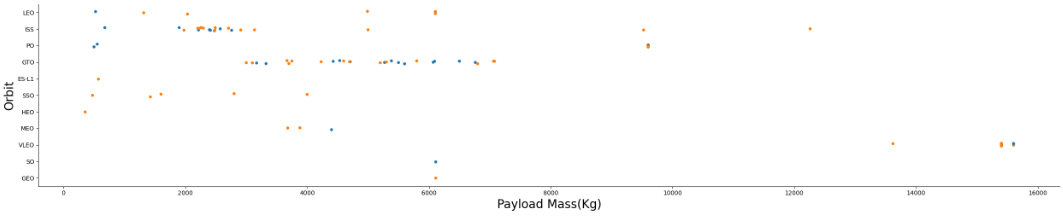 LEO
ISS
PO
GTO
ES-L1
SSO
HEO
MEO
VLEO
SO
GEO
Orbit
0 2000 4000 6000 8000 10000 12000 14000 16000
Payload Mass(Kg)